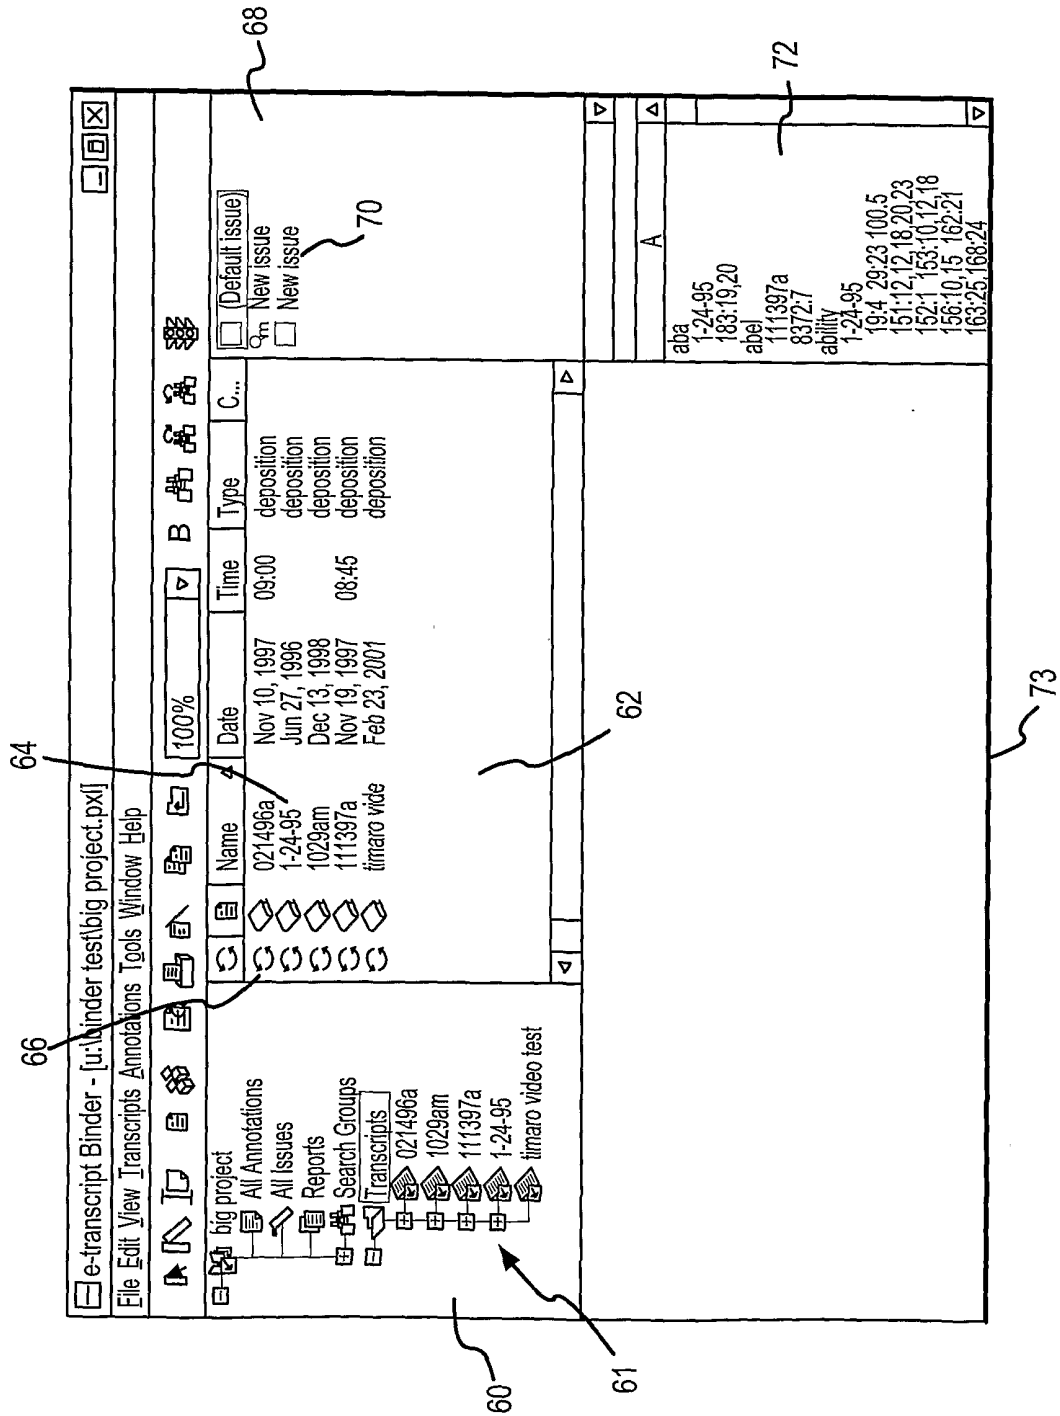 e-transcript Binder - [u:\binder test\big project.pxl]
File Edit View Transcripts Annotations Tools Window Help
100% B
big project
All Annotations
All Issues
Reports
Search Groups
Transcripts
021496a
1029am
111397a
1-24-95
timaro video test
Name Date Time Type C...
021496a Nov 10, 1997 09:00 deposition
1-24-95 Jun 27, 1996 deposition
1029am Dec 13, 1998 deposition
111397a Nov 19, 1997 08:45 deposition
timaro vide Feb 23, 2001 deposition
(Default issue)
New issue
New issue
A
aba
1-24-95
183:19,20
abel
111397a
8372:7
ability
1-24-95
19:4 29:23 100.5
151:12,12,18,20,23
152:1 153:10,12,18
156:10,15 162:21
163:25,168:24
60
61
62
64
66
68
70
72
73